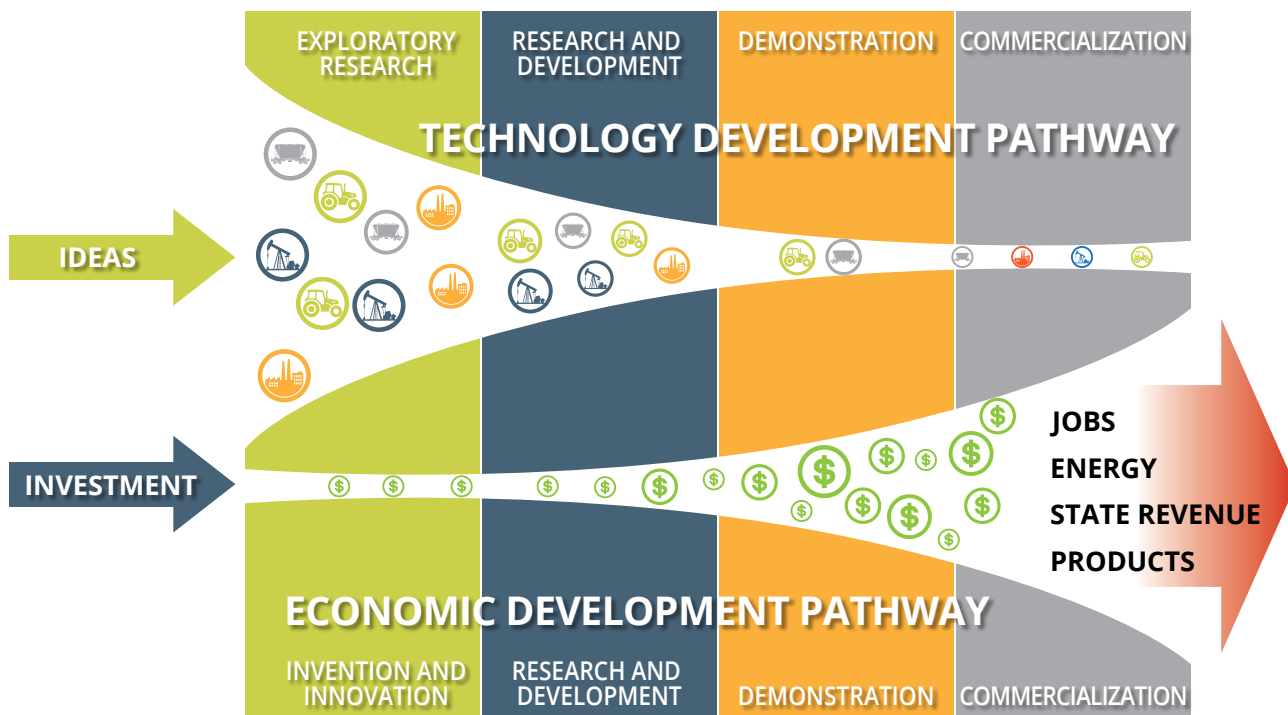 EXPLORATORY
RESEARCH
RESEARCH AND
DEVELOPMENT
DEMONSTRATION
COMMERCIALIZATION
TECHNOLOGY DEVELOPMENT PATHWAY
IDEAS
INVESTMENT
$ $ $ $ $ $ $ $ $ $ $ $ $ $ $ $ $ $
JOBS
ENERGY
STATE REVENUE
PRODUCTS
ECONOMIC DEVELOPMENT PATHWAY
INVENTION AND
INNOVATION
RESEARCH AND
DEVELOPMENT
DEMONSTRATION
COMMERCIALIZATION